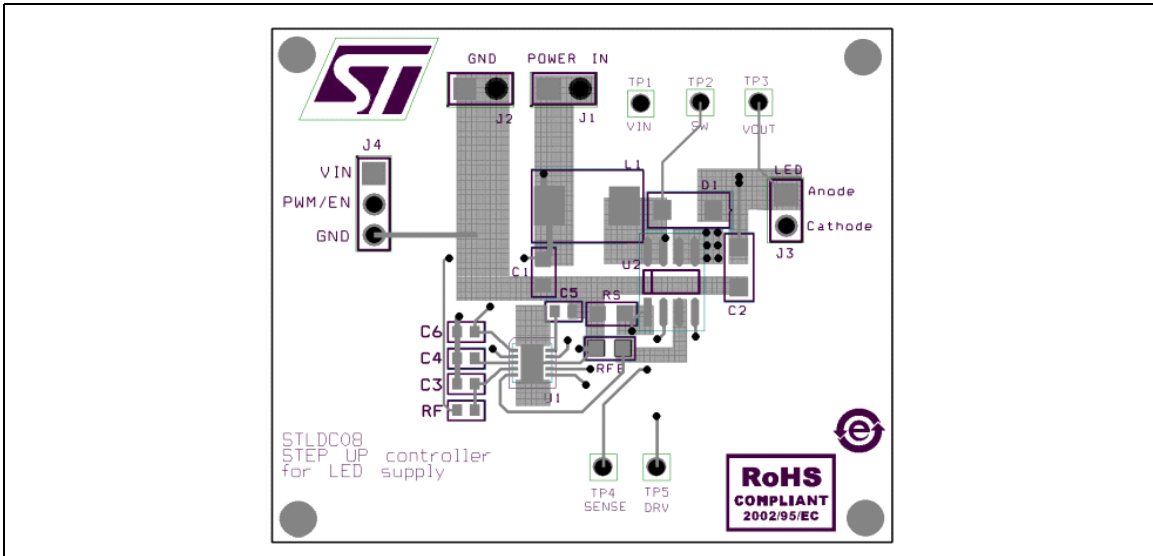 ST
GND
POWER IN
J2
J1
TP1
TP2
TP3
VIN
SW
VOUT
J4
VIN
PWM/EN
GND
L1
D1
LED
Anode
Cathode
J3
C1
U2
C2
C5
RS
RFB
C6
C4
C3
RF
U1
STLDC08
STEP UP controller
for LED supply
TP4
SENSE
TP5
DRV
e
RoHS
COMPLIANT
2002/95/EC